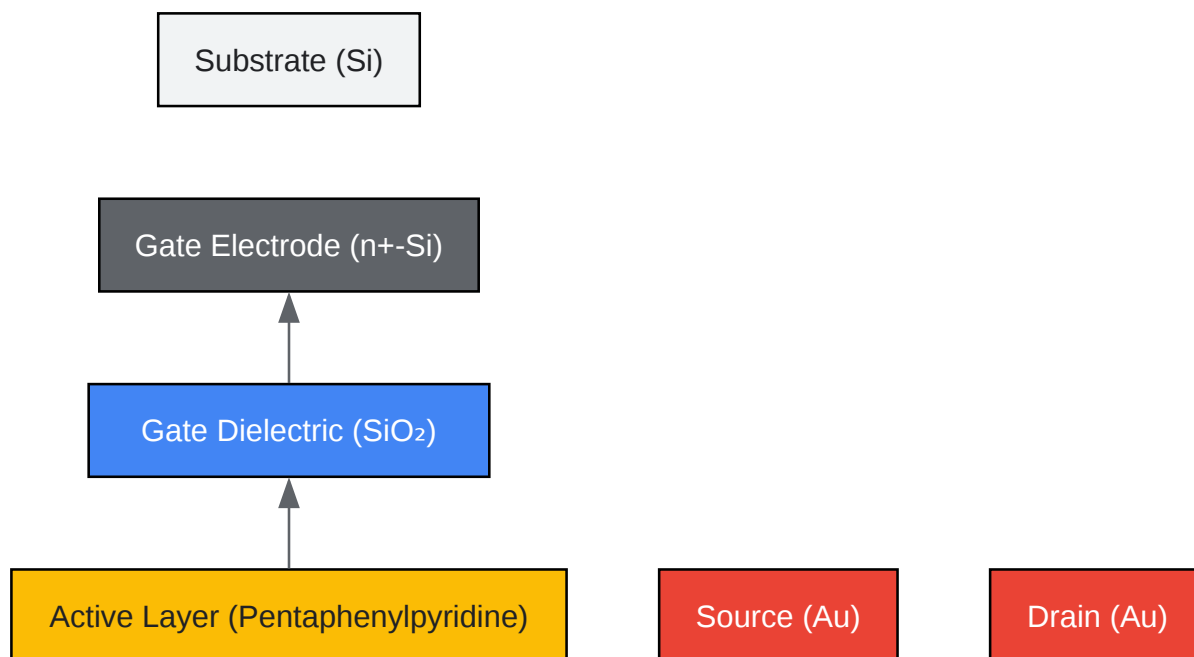 Substrate (Si)
Gate Electrode (n+-Si)
Gate Dielectric (SiO₂)
Active Layer (Pentaphenylpyridine)
Source (Au)
Drain (Au)